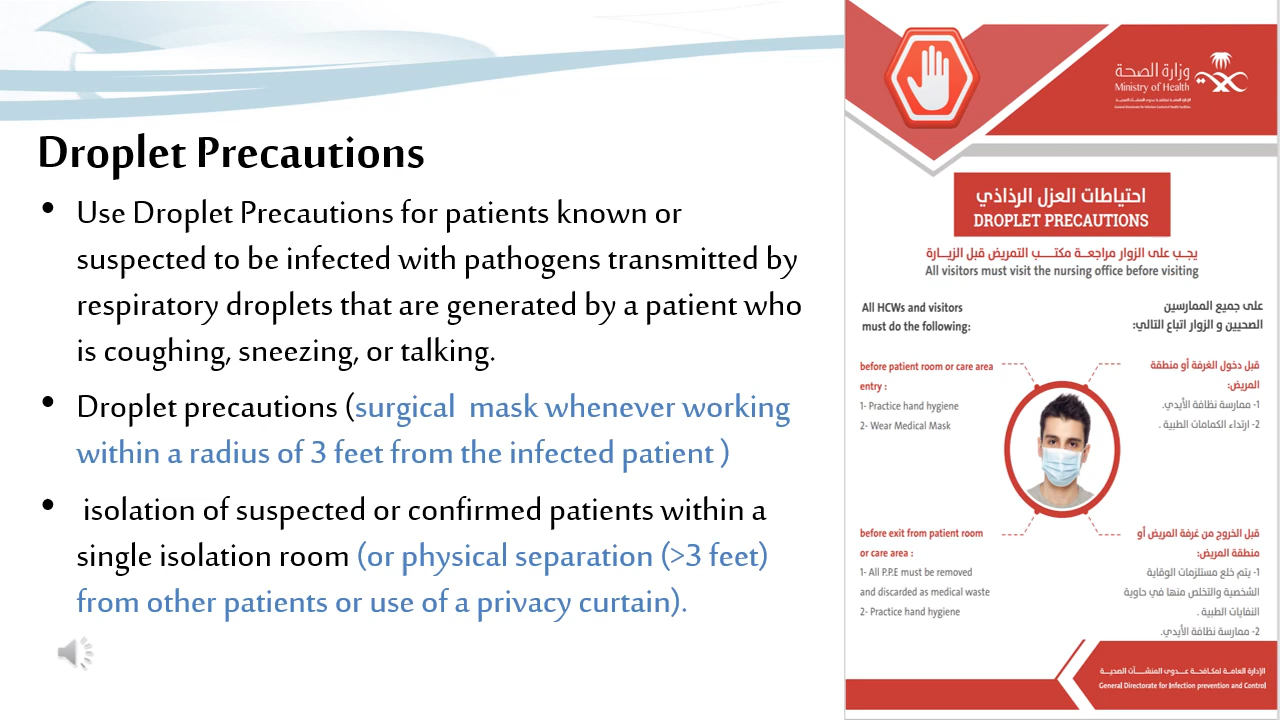 Droplet Precautions
• Use Droplet Precautions for patients known or
suspected to be infected with pathogens transmitted by
respiratory droplets that are generated by a patient who
is coughing, sneezing, or talking.
• Droplet precautions (surgical  mask whenever working
within a radius of 3 feet from the infected patient )
• isolation of suspected or confirmed patients within a
single isolation room (or physical separation (>3 feet)
from other patients or use of a privacy curtain).
وزارة الصحة
Ministry of Health
احتياطات العزل الرذاذي
DROPLET PRECAUTIONS
يجـب على الزوار مراجعـة مكتــب التمريض قبل الزيـارة
All visitors must visit the nursing office before visiting
All HCWs and visitors
must do the following:
على جميع الممارسين
الصحيين و الزوار اتباع التالي:
before patient room or care area
entry :
1- Practice hand hygiene
2- Wear Medical Mask
قبل دخول الغرفة أو منطقة
المريض:
1- ممارسة نظافة الأيدي.
2- ارتداء الكمامات الطبية .
before exit from patient room
or care area :
1- All P.P.E must be removed
and discarded as medical waste
2- Practice hand hygiene
قبل الخروج من غرفة المريض أو
منطقة المريض:
1- يتم خلع مستلزمات الوقاية
الشخصية والتخلص منها في حاوية
النفايات الطبية .
2- ممارسة نظافة الأيدي.
الإدارة العامـة لمكافحـة عـدوى المنشـآت الصحيـة
General Directorate for Infection prevention and Control